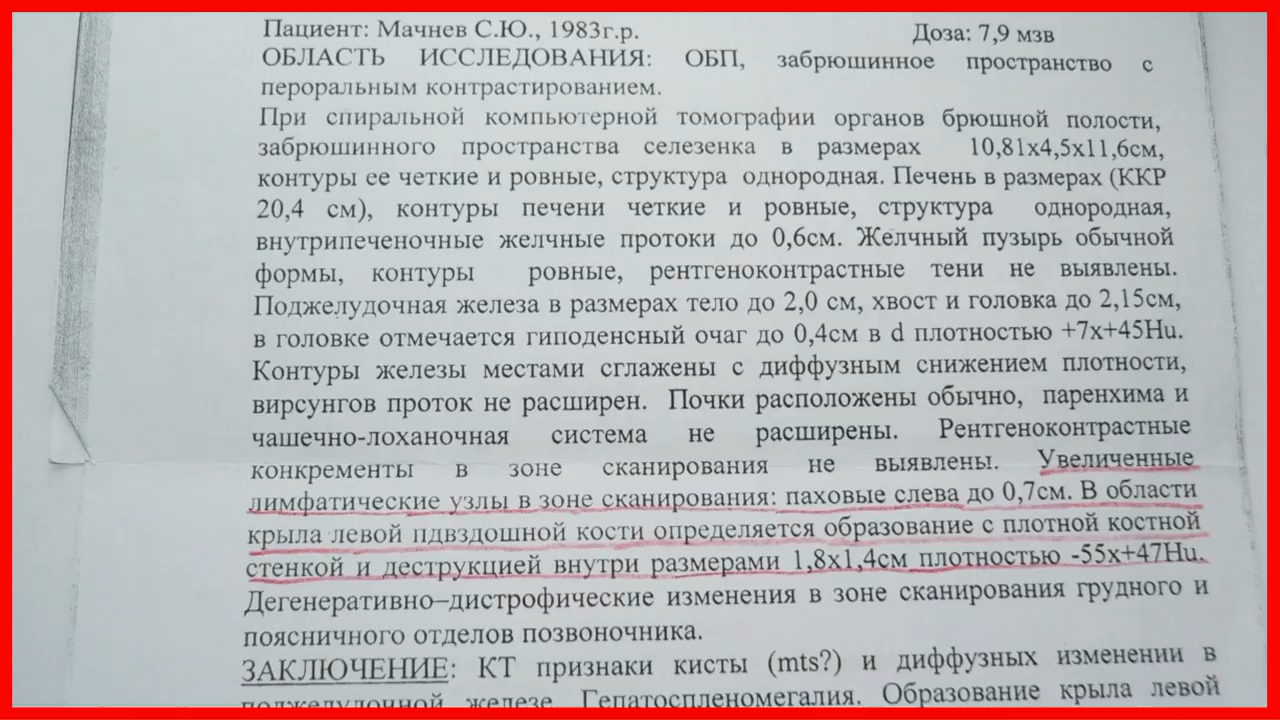 Пациент: Мачнев С.Ю., 1983г.р. Доза: 7,9 мзв
ОБЛАСТЬ ИССЛЕДОВАНИЯ: ОБП, забрюшинное пространство с
пероральным контрастированием.
При спиральной компьютерной томографии органов брюшной полости,
забрюшинного пространства селезенка в размерах 10,81х4,5х11,6см,
контуры ее четкие и ровные, структура однородная. Печень в размерах (ККР
20,4 см), контуры печени четкие и ровные, структура однородная,
внутрипеченочные желчные протоки до 0,6см. Желчный пузырь обычной
формы, контуры ровные, рентгеноконтрастные тени не выявлены.
Поджелудочная железа в размерах тело до 2,0 см, хвост и головка до 2,15см,
в головке отмечается гиподенсный очаг до 0,4см в d плотностью +7х+45Hu.
Контуры железы местами сглажены с диффузным снижением плотности,
вирсунгов проток не расширен. Почки расположены обычно, паренхима и
чашечно-лоханочная система не расширены. Рентгеноконтрастные
конкременты в зоне сканирования не выявлены. Увеличенные
лимфатические узлы в зоне сканирования: паховые слева до 0,7см. В области
крыла левой пдвздошной кости определяется образование с плотной костной
стенкой и деструкцией внутри размерами 1,8х1,4см плотностью -55х+47Hu.
Дегенеративно–дистрофические изменения в зоне сканирования грудного и
поясничного отделов позвоночника.
ЗАКЛЮЧЕНИЕ: КТ признаки кисты (mts?) и диффузных изменении в
поджелудочной железе. Гепатоспленомегалия. Образование крыла левой